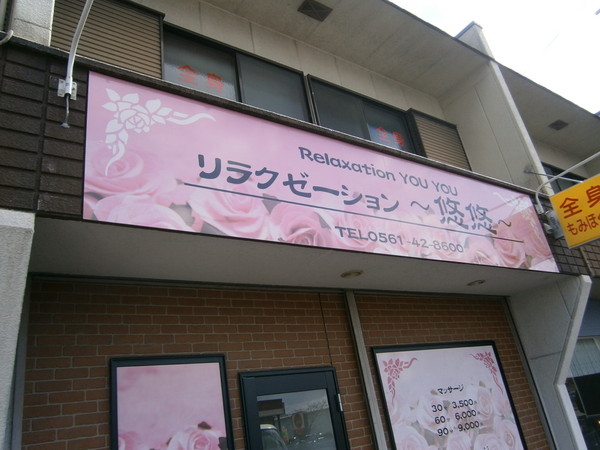 全身
全身
Relaxation YOU YOU
リラクゼーション ～悠悠～
TEL0561-42-8600
全身
もみほぐ
マッサージ
30分 3,500円
60分 6,000円
90分 9,000円